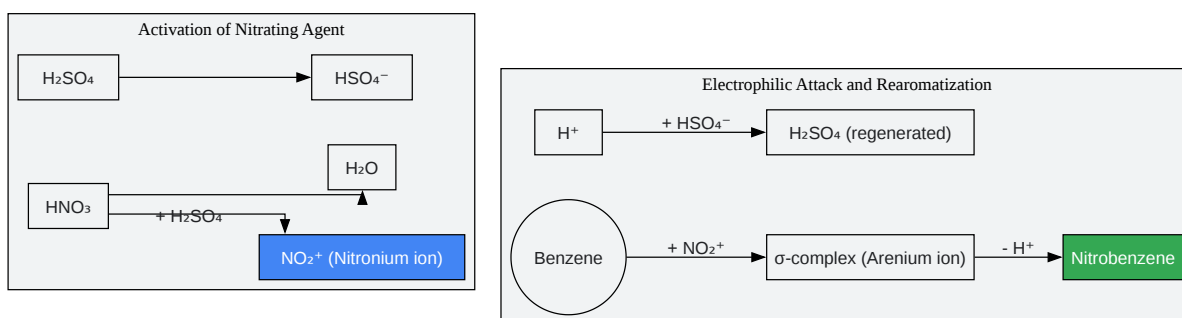 Activation of Nitrating Agent
H₂SO₄
HSO₄⁻
H₂O
HNO₃
+ H₂SO₄
NO₂⁺ (Nitronium ion)
Electrophilic Attack and Rearomatization
H⁺
+ HSO₄⁻
H₂SO₄ (regenerated)
Benzene
+ NO₂⁺
σ-complex (Arenium ion)
- H⁺
Nitrobenzene